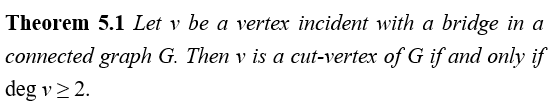 Theorem 5.1 Let v be a vertex incident with a bridge in a
connected graph G. Then v is a cut-vertex of G if and only if
deg v ≥ 2.